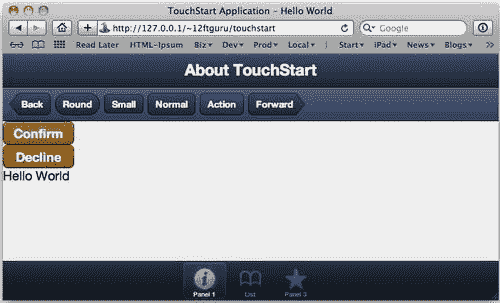 TouchStart Application - Hello World
http://127.0.0.1/~12ftguru/touchstart
Google
Read Later HTML-Ipsum Biz Dev Prod Local Start iPad News Blogs »
About TouchStart
Back Round Small Normal Action Forward
Confirm
Decline
Hello World
Panel 1 List Panel 3